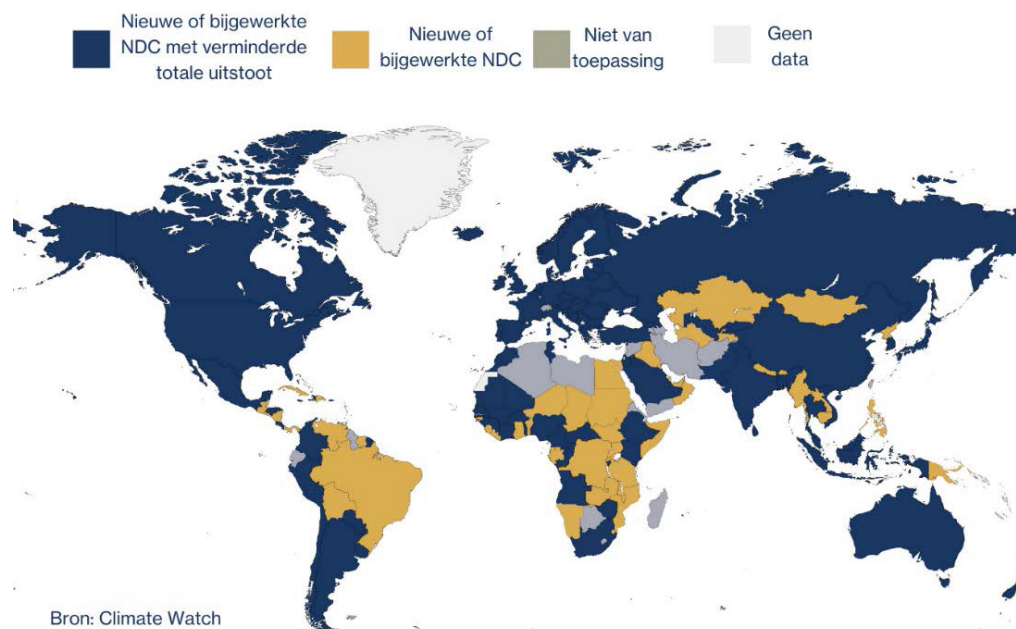 Nieuwe of bijgewerkte
NDC met verminderde
totale uitstoot
Nieuwe of
bijgewerkte NDC
Niet van
toepassing
Geen
data
Bron: Climate Watch